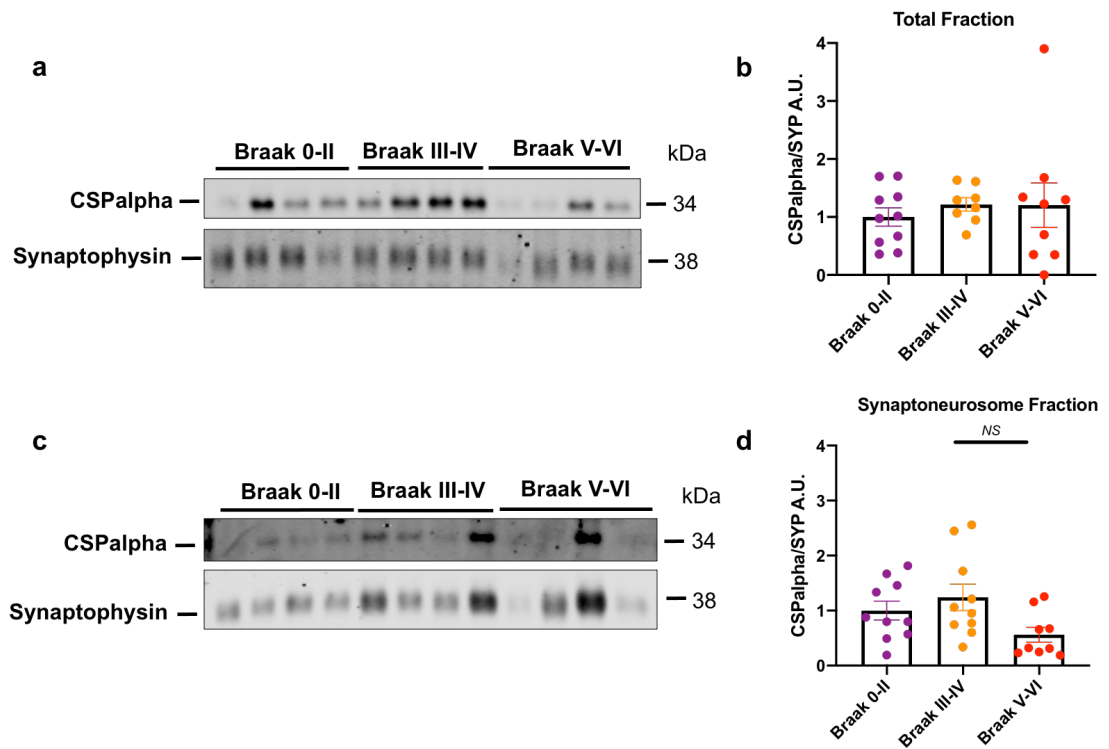 a
Braak 0-II Braak III-IV Braak V-VI kDa
CSPalpha 34
Synaptophysin 38
Total Fraction
b
CSPalpha/SYP A.U.
4
3
2
1
0
Braak 0-II Braak III-IV Braak V-VI
c
Braak 0-II Braak III-IV Braak V-VI kDa
CSPalpha 34
Synaptophysin 38
Synaptoneurosome Fraction
d
NS
CSPalpha/SYP A.U.
4
3
2
1
0
Braak 0-II Braak III-IV Braak V-VI